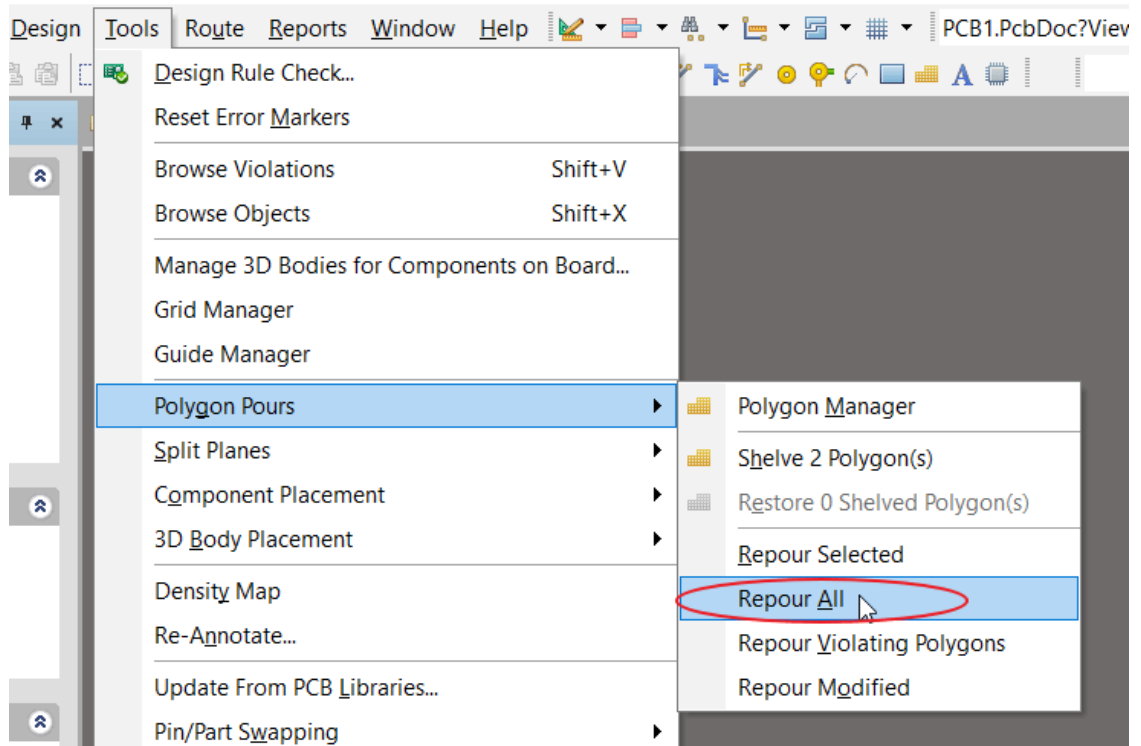 Design Tools Route Reports Window Help PCB1.PcbDoc?View
A
Design Rule Check...
Reset Error Markers
Browse Violations Shift+V
Browse Objects Shift+X
Manage 3D Bodies for Components on Board...
Grid Manager
Guide Manager
Polygon Pours
Split Planes
Component Placement
3D Body Placement
Density Map
Re-Annotate...
Update From PCB Libraries...
Pin/Part Swapping
Polygon Manager
Shelve 2 Polygon(s)
Restore 0 Shelved Polygon(s)
Repour Selected
Repour All
Repour Violating Polygons
Repour Modified